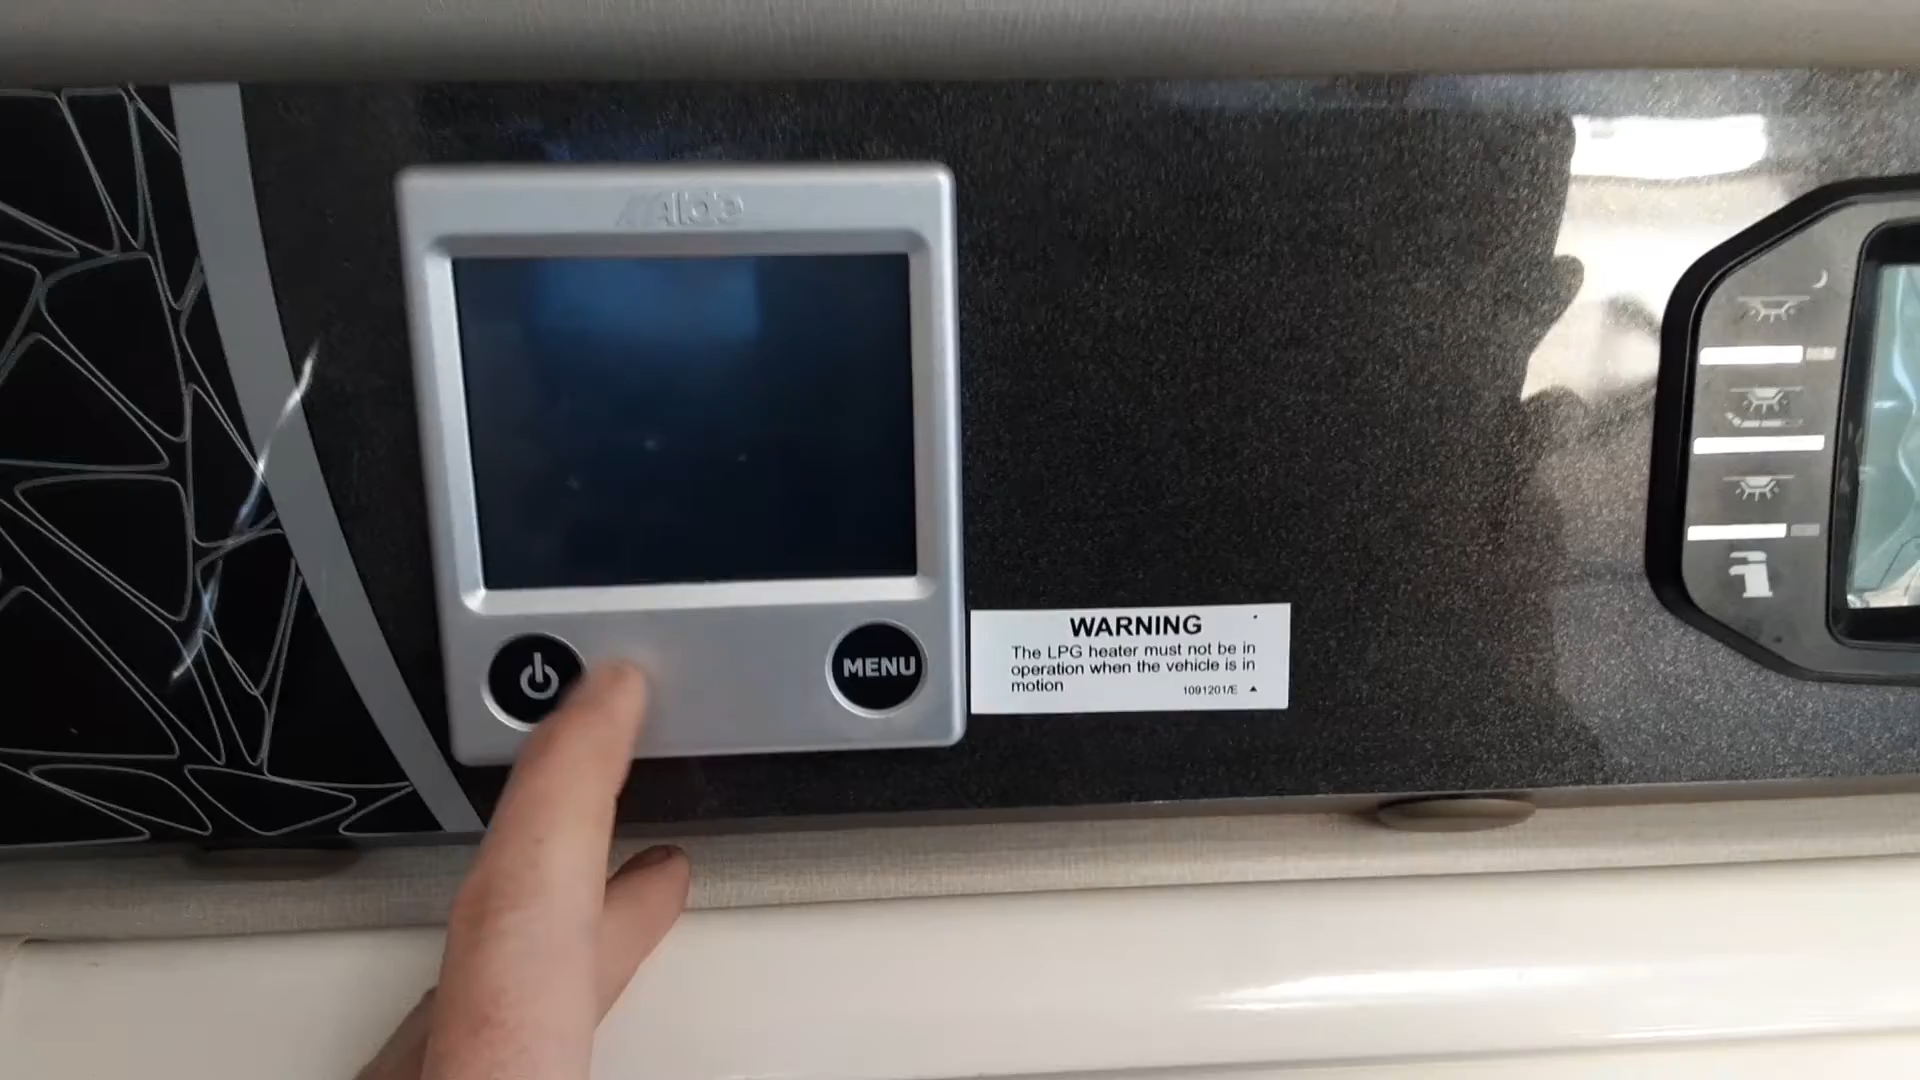 Alde
MENU
WARNING
The LPG heater must not be in
operation when the vehicle is in
motion
1091201/E ▲